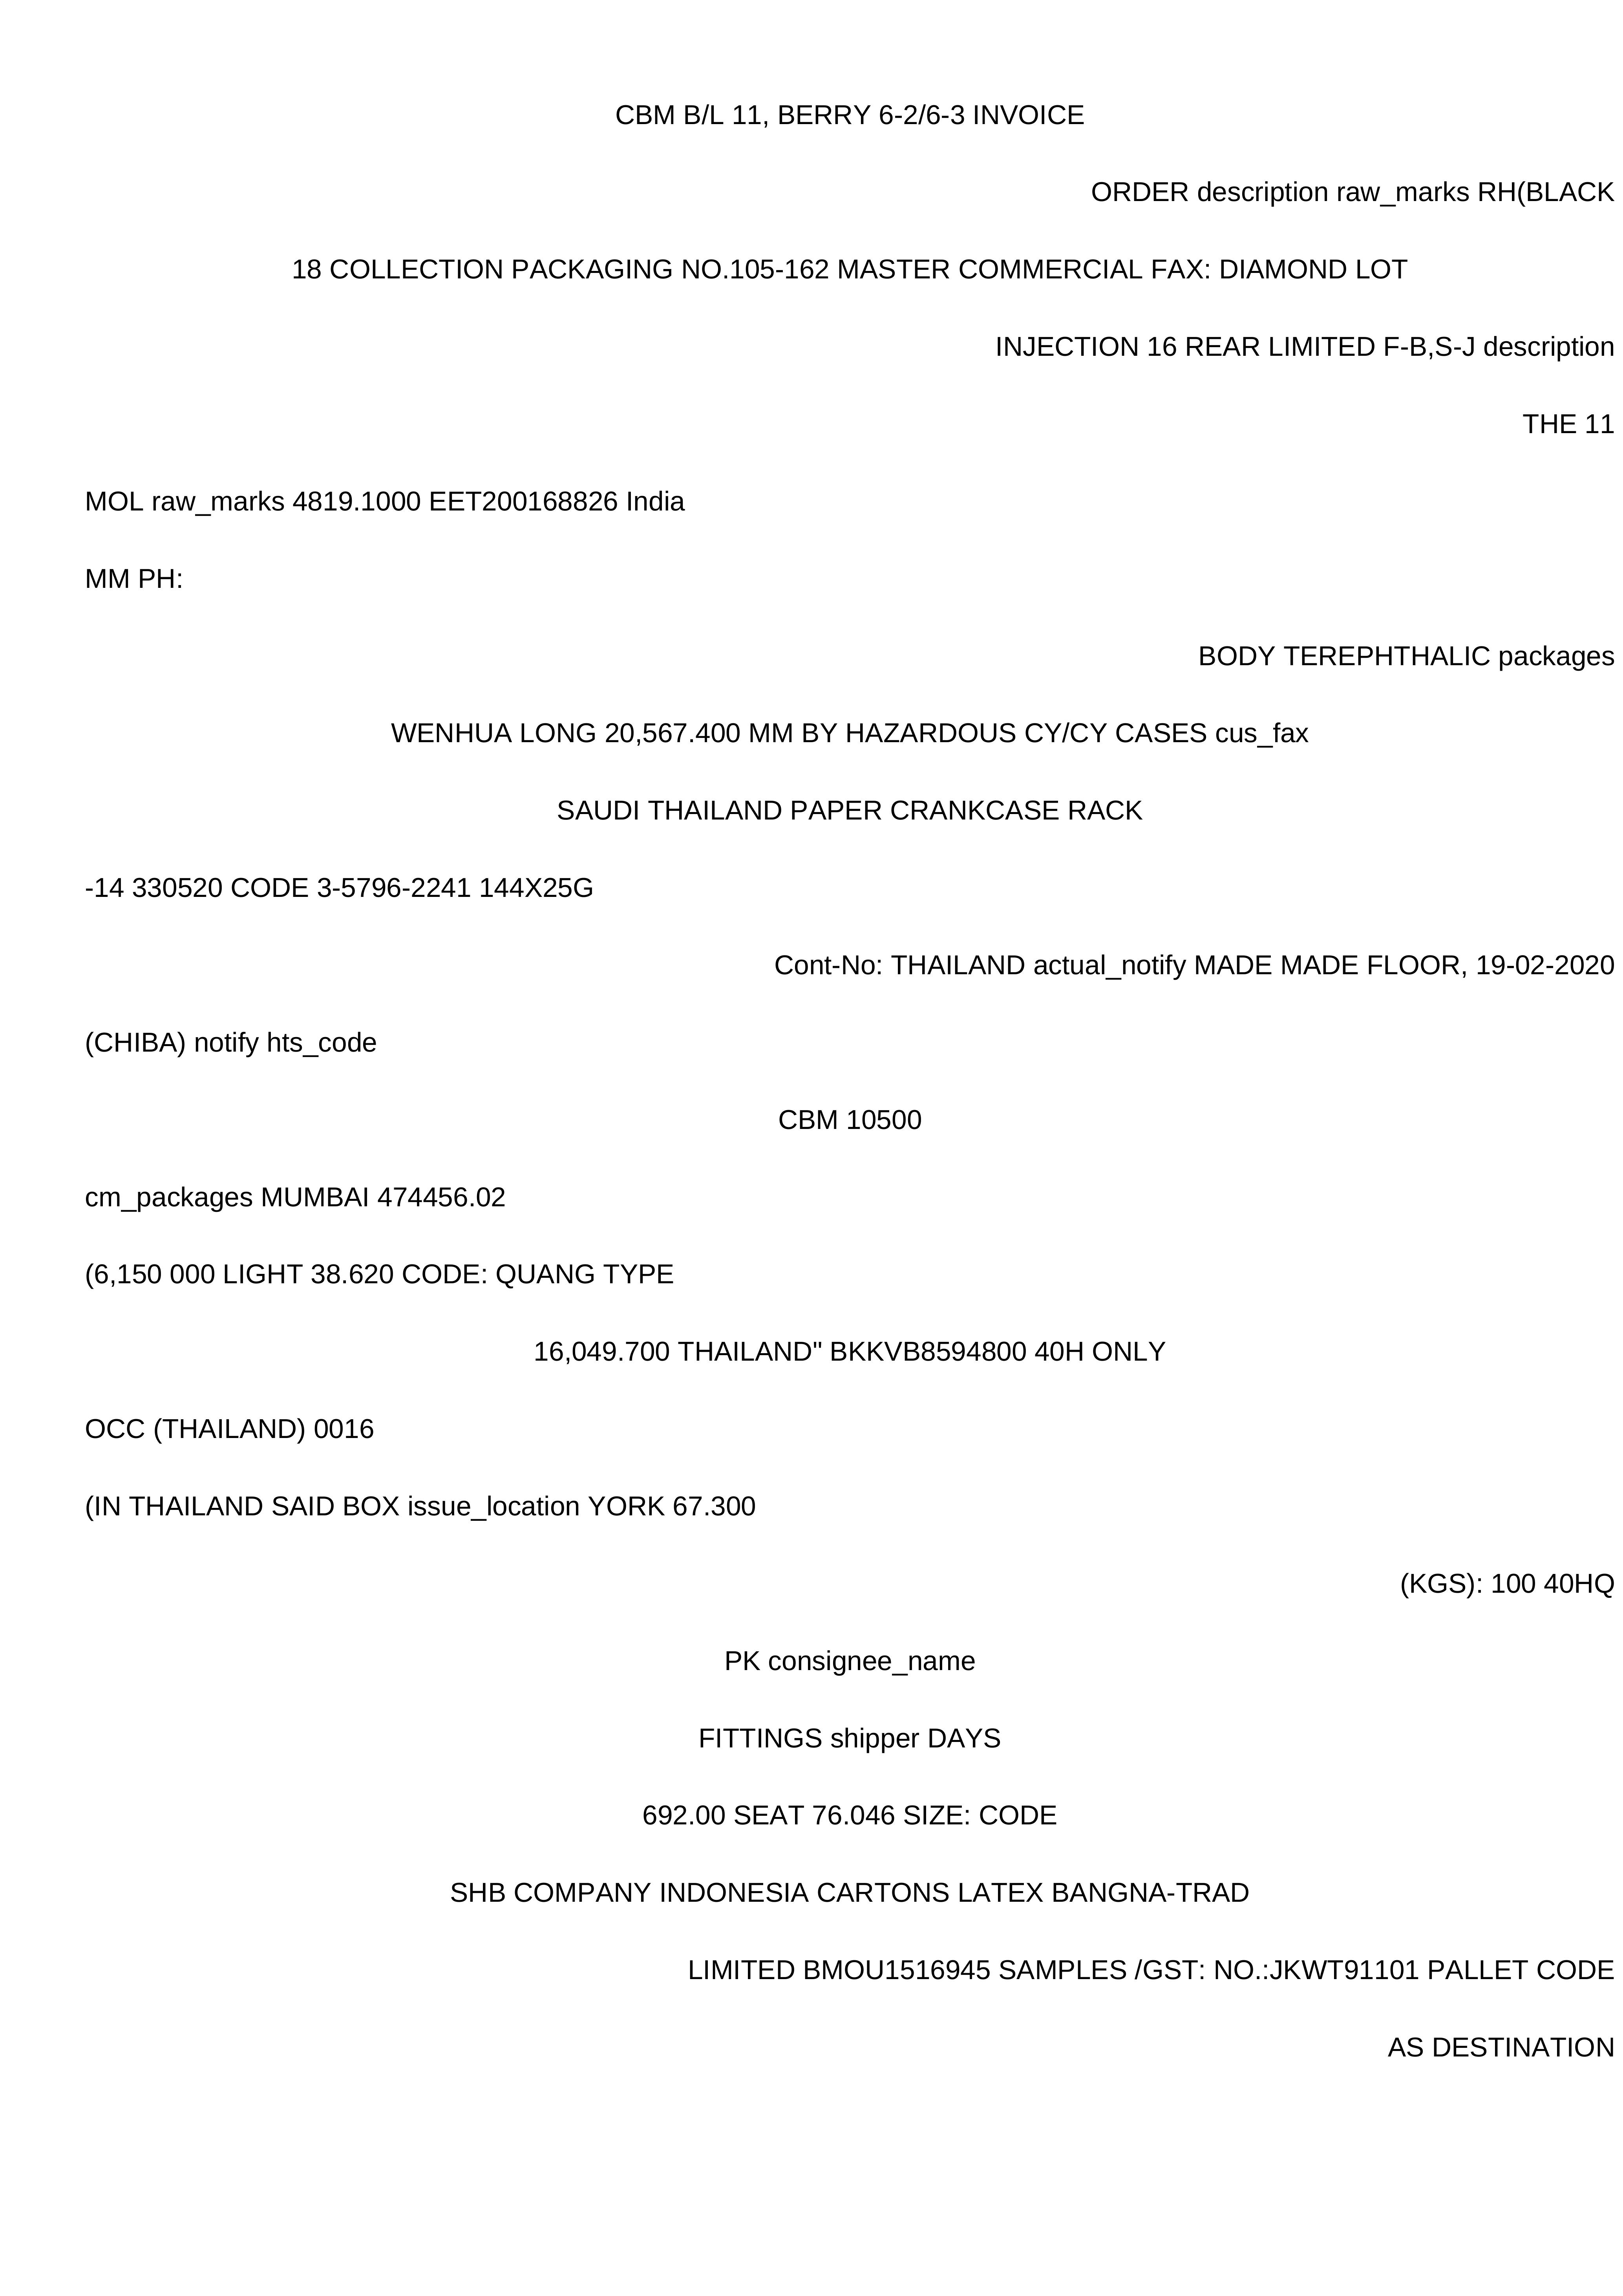 CBM B/L 11, BERRY 6-2/6-3 INVOICE
ORDER description raw_marks RH(BLACK
18 COLLECTION PACKAGING NO.105-162 MASTER COMMERCIAL FAX: DIAMOND LOT
INJECTION 16 REAR LIMITED F-B,S-J description
THE 11
MOL raw_marks 4819.1000 EET200168826 India
MM PH:
BODY TEREPHTHALIC packages
WENHUA LONG 20,567.400 MM BY HAZARDOUS CY/CY CASES cus_fax
SAUDI THAILAND PAPER CRANKCASE RACK
-14 330520 CODE 3-5796-2241 144X25G
Cont-No: THAILAND actual_notify MADE MADE FLOOR, 19-02-2020
(CHIBA) notify hts_code
CBM 10500
cm_packages MUMBAI 474456.02
(6,150 000 LIGHT 38.620 CODE: QUANG TYPE
16,049.700 THAILAND" BKKVB8594800 40H ONLY
OCC (THAILAND) 0016
(IN THAILAND SAID BOX issue_location YORK 67.300
(KGS): 100 40HQ
PK consignee_name
FITTINGS shipper DAYS
692.00 SEAT 76.046 SIZE: CODE
SHB COMPANY INDONESIA CARTONS LATEX BANGNA-TRAD
LIMITED BMOU1516945 SAMPLES /GST: NO.:JKWT91101 PALLET CODE
AS DESTINATION